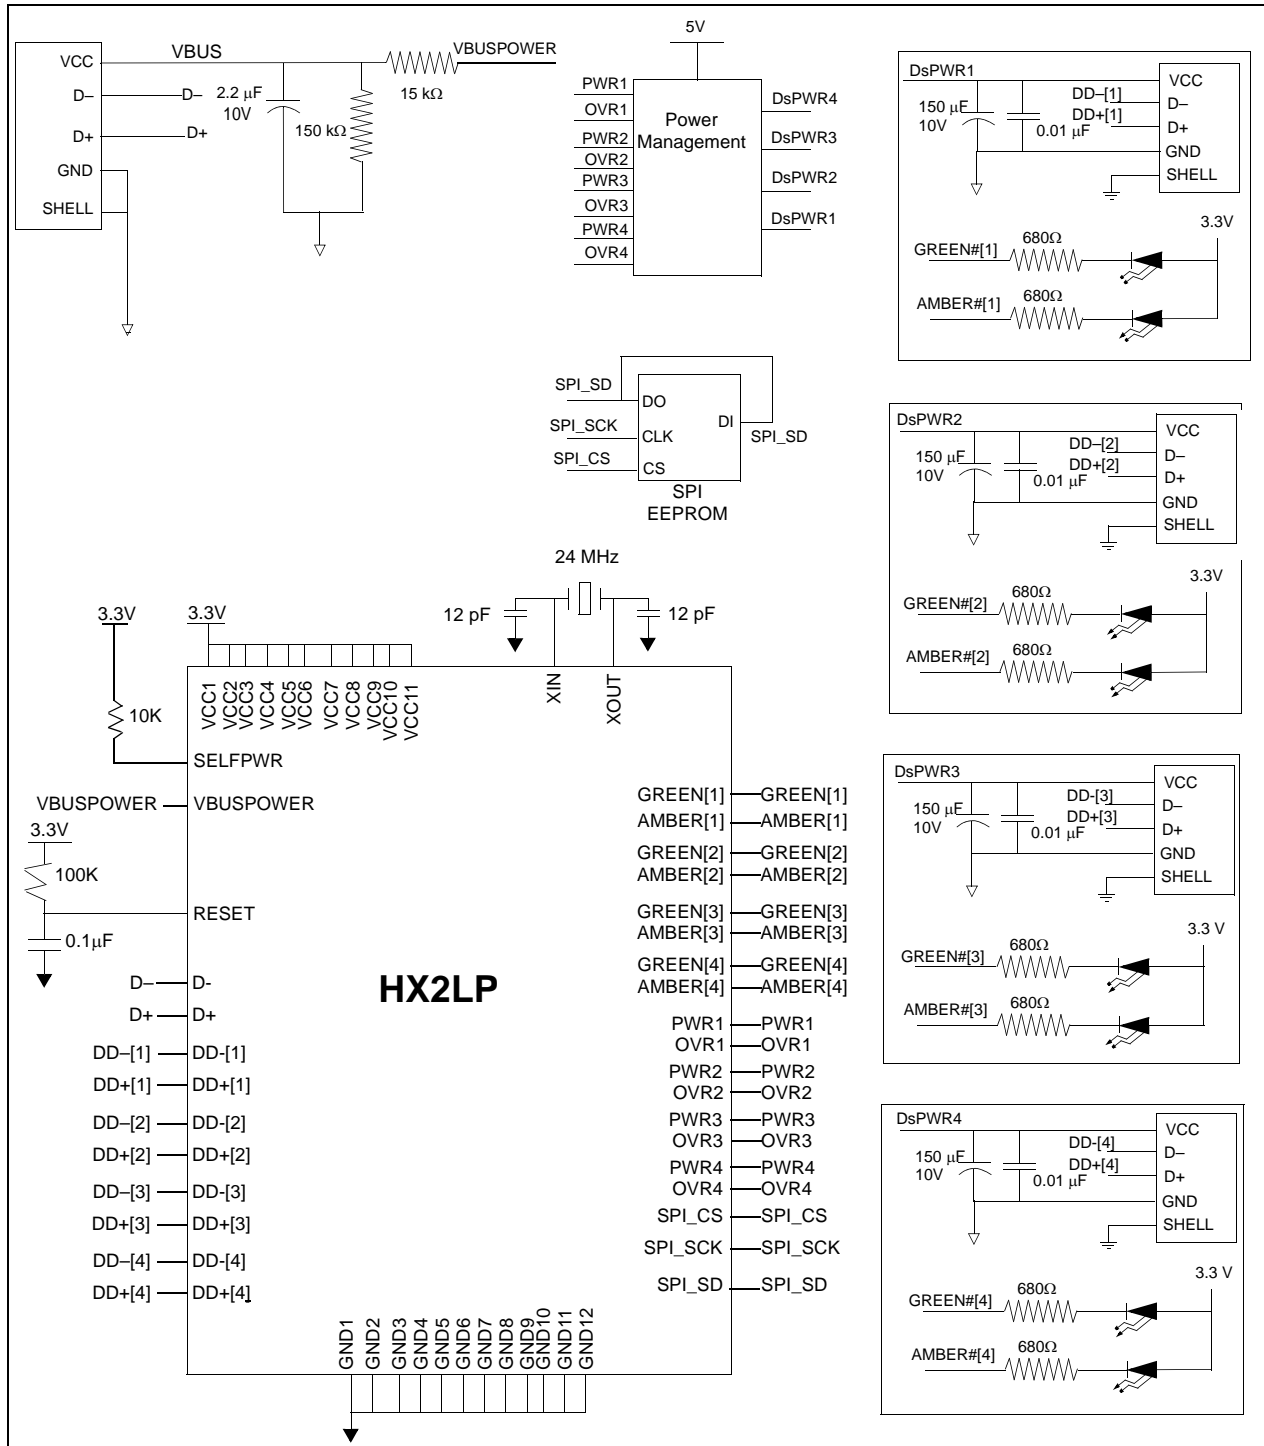 VCC
VBUS
VBUSPOWER
D–
D–
D+
D+
GND
SHELL
2.2 µF
10V
150 kΩ
15 kΩ
5V
PWR1
OVR1
PWR2
OVR2
PWR3
OVR3
PWR4
OVR4
Power
Management
DsPWR4
DsPWR3
DsPWR2
DsPWR1
SPI_SD
SPI_SCK
SPI_CS
DO
CLK
CS
DI
SPI_SD
SPI
EEPROM
DsPWR1
150 µF
10V
0.01 µF
DD–[1]
DD+[1]
VCC
D–
D+
GND
SHELL
3.3V
GREEN#[1]
680Ω
AMBER#[1]
680Ω
DsPWR2
150 µF
10V
0.01 µF
DD–[2]
DD+[2]
VCC
D–
D+
GND
SHELL
3.3V
GREEN#[2]
680Ω
AMBER#[2]
680Ω
DsPWR3
150 µF
10V
0.01 µF
DD-[3]
DD+[3]
VCC
D–
D+
GND
SHELL
3.3 V
GREEN#[3]
680Ω
AMBER#[3]
680Ω
DsPWR4
150 µF
10V
0.01 µF
DD-[4]
DD+[4]
VCC
D–
D+
GND
SHELL
3.3 V
GREEN#[4]
680Ω
AMBER#[4]
680Ω
24 MHz
12 pF
12 pF
XIN
XOUT
3.3V
3.3V
10K
VCC1
VCC2
VCC3
VCC4
VCC5
VCC6
VCC7
VCC8
VCC9
VCC10
VCC11
SELFPWR
VBUSPOWER
VBUSPOWER
3.3V
100K
RESET
0.1µF
HX2LP
D–
D-
D+
D+
DD–[1]
DD-[1]
DD+[1]
DD+[1]
DD–[2]
DD-[2]
DD+[2]
DD+[2]
DD–[3]
DD-[3]
DD+[3]
DD+[3]
DD–[4]
DD-[4]
DD+[4]
DD+[4]
GREEN[1]
GREEN[1]
AMBER[1]
AMBER[1]
GREEN[2]
GREEN[2]
AMBER[2]
AMBER[2]
GREEN[3]
GREEN[3]
AMBER[3]
AMBER[3]
GREEN[4]
GREEN[4]
AMBER[4]
AMBER[4]
PWR1
PWR1
OVR1
OVR1
PWR2
PWR2
OVR2
OVR2
PWR3
PWR3
OVR3
OVR3
PWR4
PWR4
OVR4
OVR4
SPI_CS
SPI_CS
SPI_SCK
SPI_SCK
SPI_SD
SPI_SD
GND1
GND2
GND3
GND4
GND5
GND6
GND7
GND8
GND9
GND10
GND11
GND12